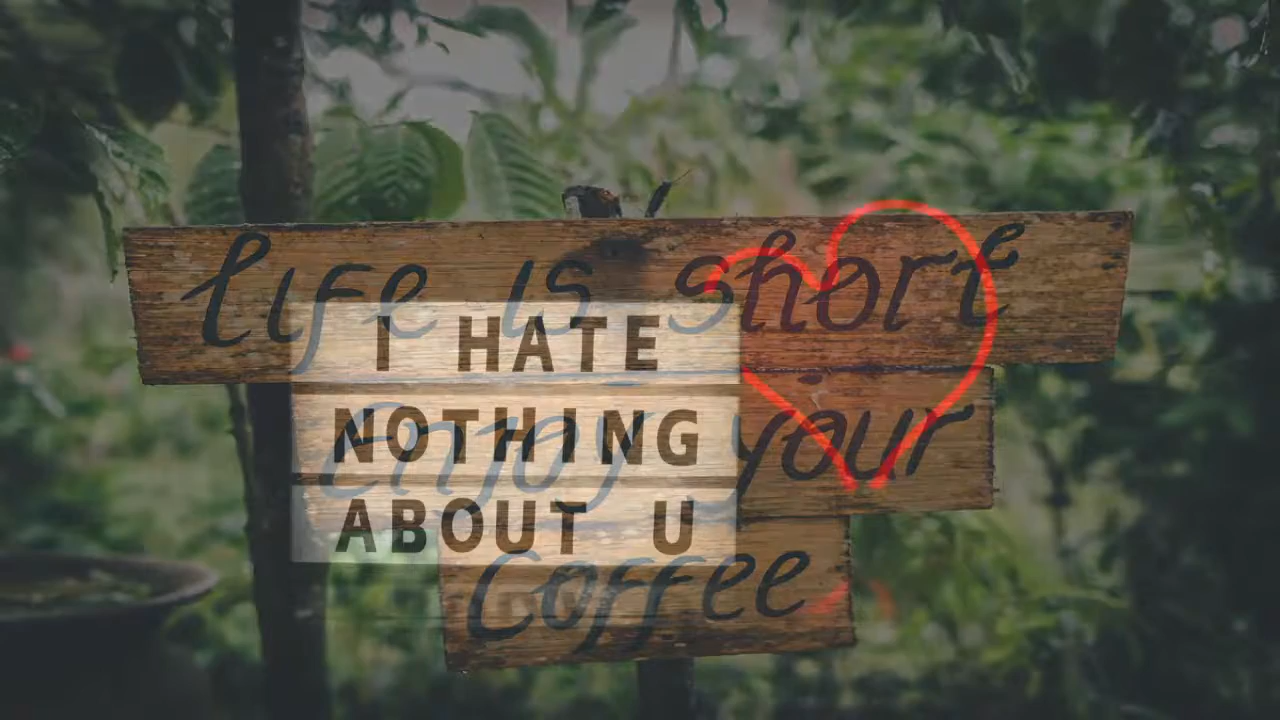 life is short
Enjoy your
Coffee
I HATE
NOTHING
ABOUT U